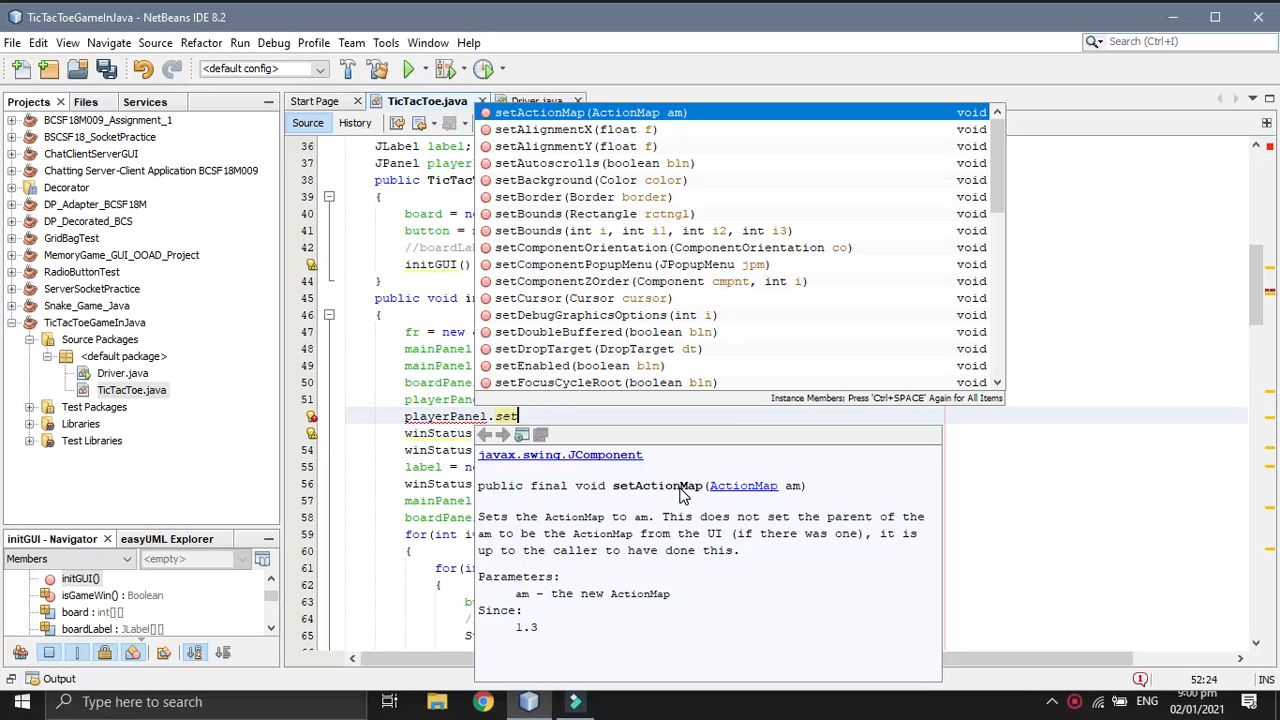 TicTacToeGameInJava - NetBeans IDE 8.2
File Edit View Navigate Source Refactor Run Debug Profile Team Tools Window Help
Search (Ctrl+I)
<default config>
Projects Files Services
Start Page TicTacToe.java Driver.java
Source History
BCSF18M009_Assignment_1
BSCSF18_SocketPractice
ChatClientServerGUI
Chatting Server-Client Application BCSF18M009
Decorator
DP_Adapter_BCSF18M
DP_Decorated_BCS
GridBagTest
MemoryGame_GUI_OOAD_Project
RadioButtonTest
ServerSocketPractice
Snake_Game_Java
TicTacToeGameInJava
Source Packages
<default package>
Driver.java
TicTacToe.java
Test Packages
Libraries
Test Libraries
initGUI - Navigator easyUML Explorer
Members <empty>
initGUI()
isGameWin() : Boolean
board : int[][]
boardLabel : JLabel[][]
36 JLabel label;
37 JPanel player
38 public TicTac
39 {
40 board = ne
41 button = n
42 //boardLa
43 initGUI()
44 }
45 public void in
46 {
47 fr = new
48 mainPanel
49 mainPanel
50 boardPane
51 playerPan
playerPanel.set
winStatus
54 winStatus
55 label = ne
56 winStatus
57 mainPanel
58 boardPane
59 for(int i
60 {
61 for(in
62 {
63 bu
64 //
65 S
setActionMap(ActionMap am) void
setAlignmentX(float f) void
setAlignmentY(float f) void
setAutoscrolls(boolean bln) void
setBackground(Color color) void
setBorder(Border border) void
setBounds(Rectangle rctngl) void
setBounds(int i, int i1, int i2, int i3) void
setComponentOrientation(ComponentOrientation co) void
setComponentPopupMenu(JPopupMenu jpm) void
setComponentZOrder(Component cmpnt, int i) void
setCursor(Cursor cursor) void
setDebugGraphicsOptions(int i) void
setDoubleBuffered(boolean bln) void
setDropTarget(DropTarget dt) void
setEnabled(boolean bln) void
setFocusCycleRoot(boolean bln) void
Instance Members; Press 'Ctrl+SPACE' Again for All Items
javax.swing.JComponent
public final void setActionMap(ActionMap am)
Sets the ActionMap to am. This does not set the parent of the
am to be the ActionMap from the UI (if there was one), it is
up to the caller to have done this.
Parameters:
am - the new ActionMap
Since:
1.3
Output
1 52:24 INS
Type here to search
ENG
9:00 pm
02/01/2021